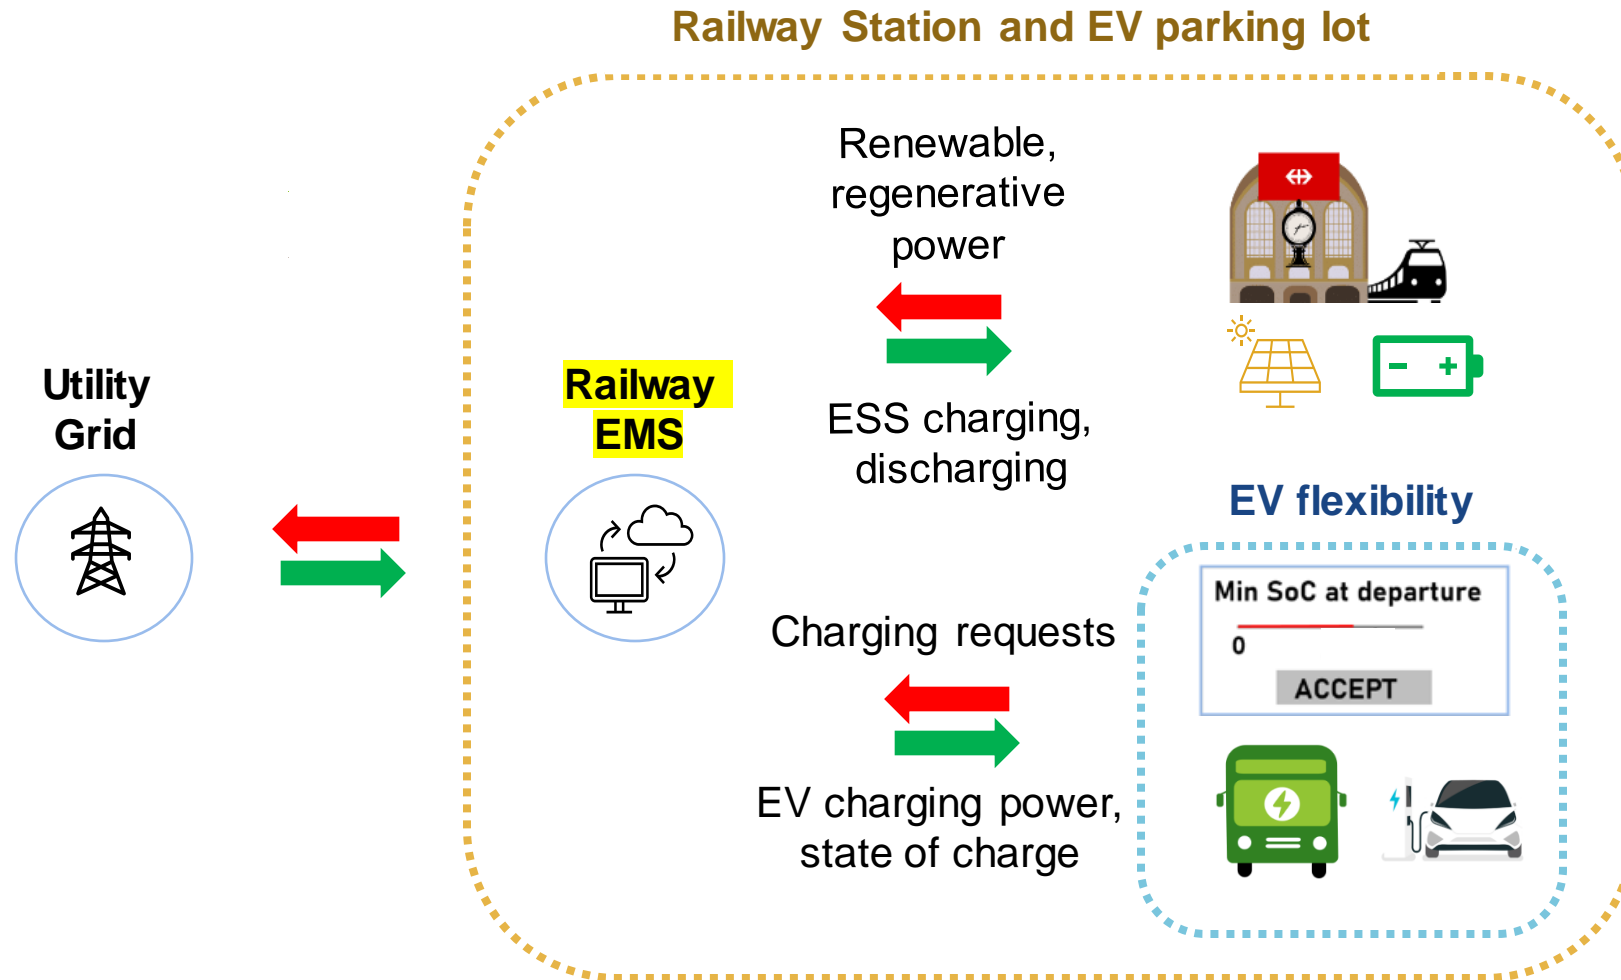 Railway Station and EV parking lot
Renewable,
regenerative
power
Utility
Grid
Railway
EMS
ESS charging,
discharging
EV flexibility
Min SoC at departure
0
ACCEPT
Charging requests
EV charging power,
state of charge